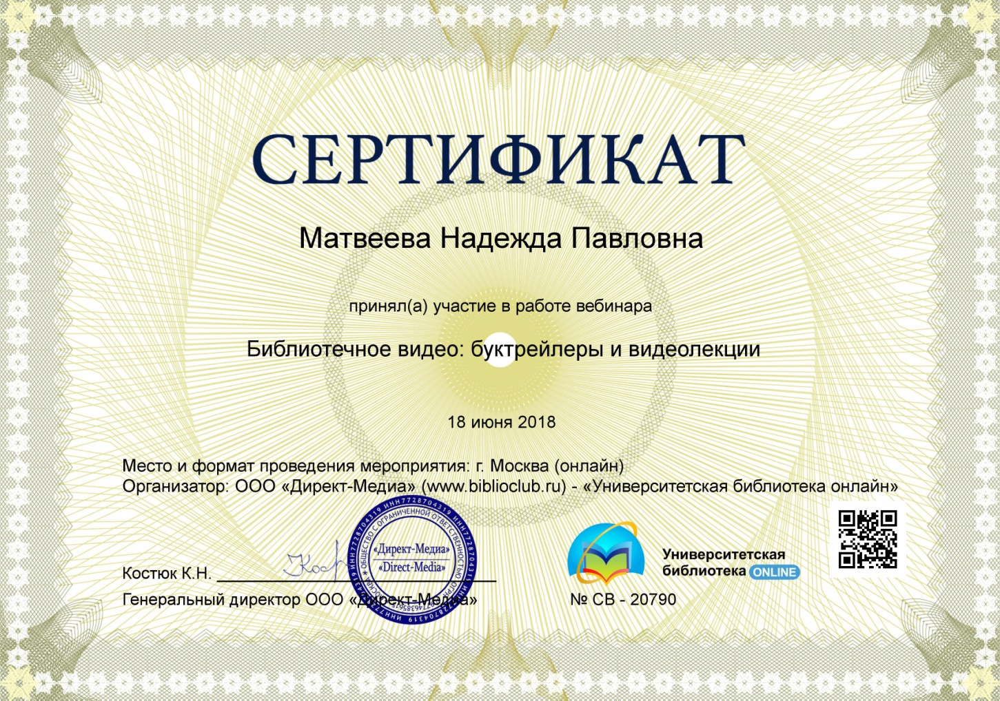 СЕРТИФИКАТ
Матвеева Надежда Павловна
принял(а) участие в работе вебинара
Библиотечное видео: буктрейлеры и видеолекции
18 июня 2018
Место и формат проведения мероприятия: г. Москва (онлайн)
Организатор: ООО «Директ-Медиа» (www.biblioclub.ru) - «Университетская библиотека онлайн»
ИНН7728704319 ИНН7728704319 ИНН7728704319
ОБЩЕСТВО С ОГРАНИЧЕННОЙ ОТВЕТСТВЕННОСТЬЮ
МОСКВА
«Директ-Медиа»
«Direct-Media»
Костюк К.Н.
Генеральный директор ООО «Директ-Медиа»
Университетская
библиотека ONLINE
№ СВ - 20790